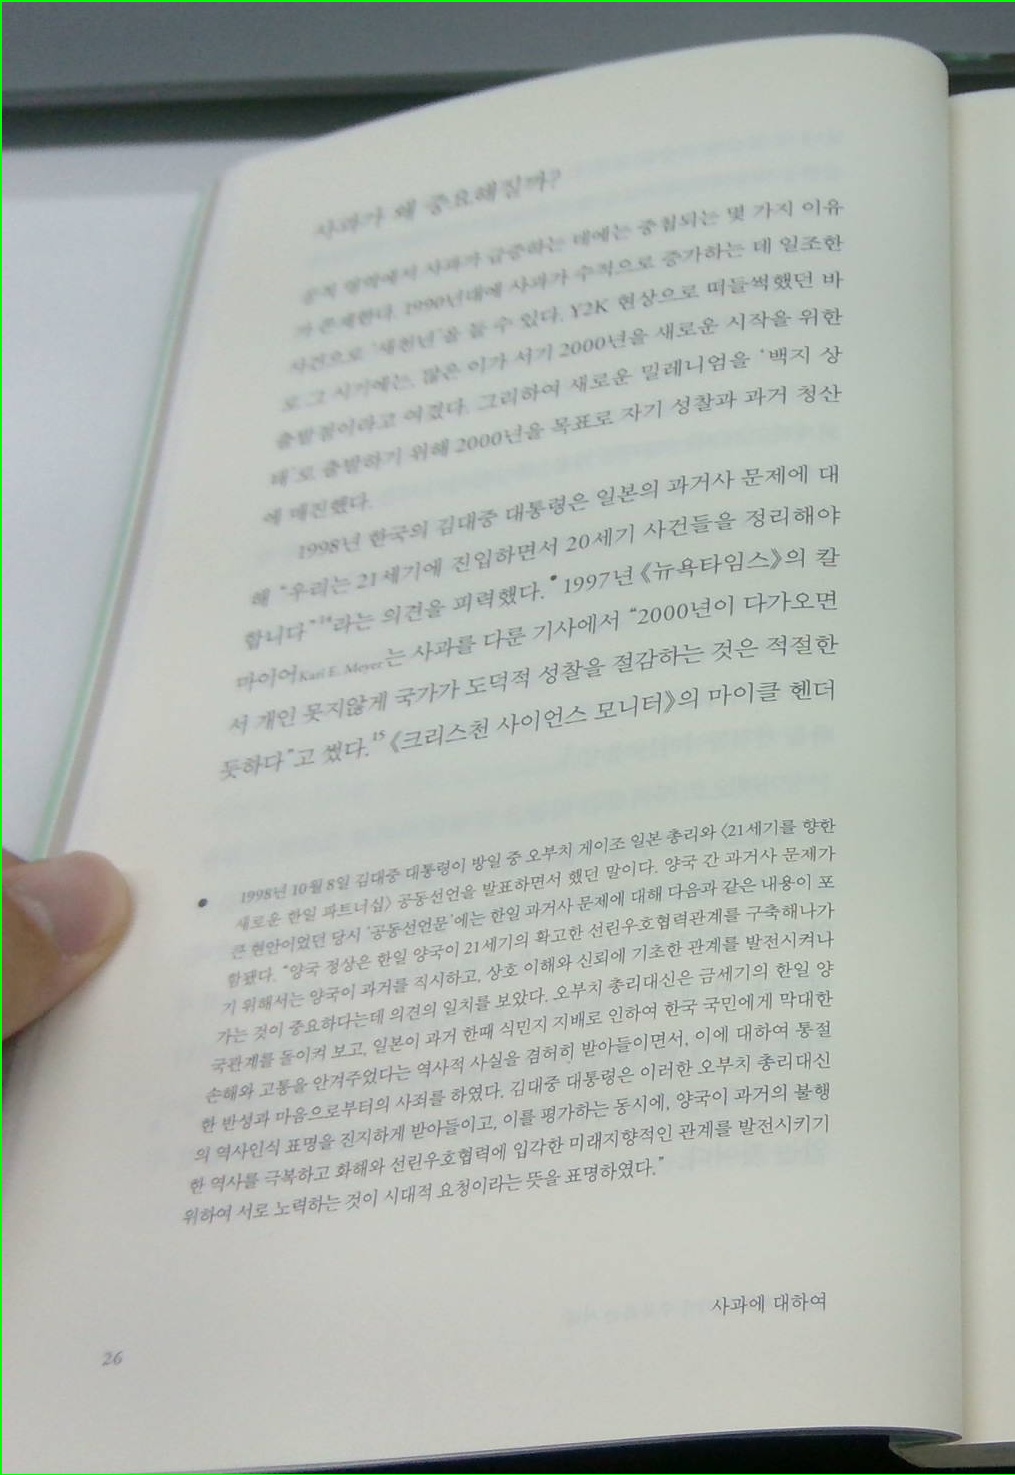 사과가 왜 중요해질까?
공적 영역에서 사과가 급증하는 데에는 중첩되는 몇 가지 이유
가 존재한다. 1990년대에 사과가 수적으로 증가하는 데 일조한
사건으로 '새천년'을 들 수 있다. Y2K 현상으로 떠들썩했던 바
로 그 시기에는, 많은 이가 서기 2000년을 새로운 시작을 위한
출발점이라고 여겼다. 그리하여 새로운 밀레니엄을 '백지 상
태'로 출발하기 위해 2000년을 목표로 자기 성찰과 과거 청산
에 매진했다.
1998년 한국의 김대중 대통령은 일본의 과거사 문제에 대
해 "우리는 21세기에 진입하면서 20세기 사건들을 정리해야
합니다"14라는 의견을 피력했다.● 1997년 《뉴욕타임스》의 칼
마이어Karl E. Meyer는 사과를 다룬 기사에서 "2000년이 다가오면
서 개인 못지않게 국가가 도덕적 성찰을 절감하는 것은 적절한
듯하다"고 썼다.15 《크리스천 사이언스 모니터》의 마이클 헨더
● 1998년 10월 8일 김대중 대통령이 방일 중 오부치 게이조 일본 총리와 〈21세기를 향한
새로운 한일 파트너십〉 공동선언을 발표하면서 했던 말이다. 양국 간 과거사 문제가
큰 현안이었던 당시 '공동선언문'에는 한일 과거사 문제에 대해 다음과 같은 내용이 포
함됐다. "양국 정상은 한일 양국이 21세기의 확고한 선린우호협력관계를 구축해나가
기 위해서는 양국이 과거를 직시하고, 상호 이해와 신뢰에 기초한 관계를 발전시켜나
가는 것이 중요하다는데 의견의 일치를 보았다. 오부치 총리대신은 금세기의 한일 양
국관계를 돌이켜 보고, 일본이 과거 한때 식민지 지배로 인하여 한국 국민에게 막대한
손해와 고통을 안겨주었다는 역사적 사실을 겸허히 받아들이면서, 이에 대하여 통절
한 반성과 마음으로부터의 사죄를 하였다. 김대중 대통령은 이러한 오부치 총리대신
의 역사인식 표명을 진지하게 받아들이고, 이를 평가하는 동시에, 양국이 과거의 불행
한 역사를 극복하고 화해와 선린우호협력에 입각한 미래지향적인 관계를 발전시키기
위하여 서로 노력하는 것이 시대적 요청이라는 뜻을 표명하였다."
사과에 대하여
26